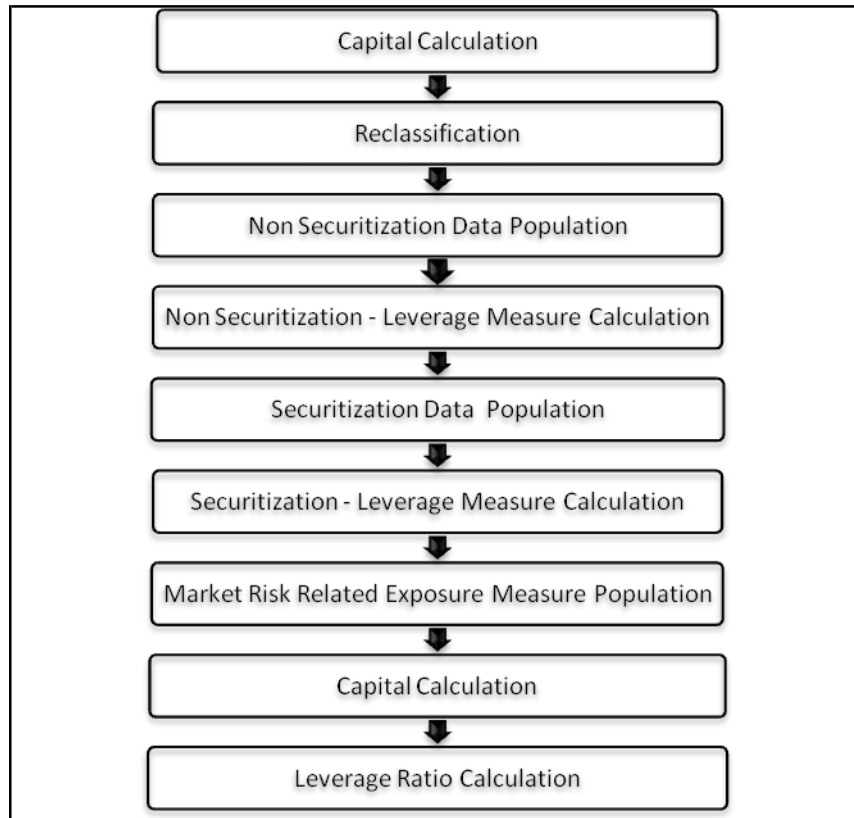 Capital Calculation
Reclassification
Non Securitization Data Population
Non Securitization - Leverage Measure Calculation
Securitization Data Population
Securitization - Leverage Measure Calculation
Market Risk Related Exposure Measure Population
Capital Calculation
Leverage Ratio Calculation